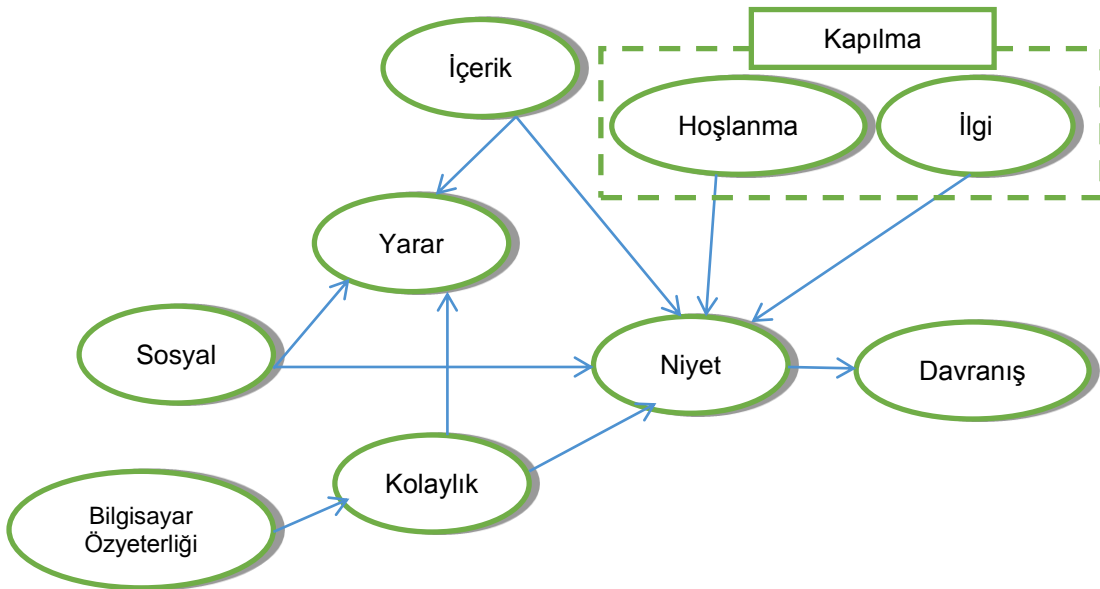 Kapılma
İçerik
Hoşlanma
İlgi
Yarar
Sosyal
Niyet
Davranış
Kolaylık
Bilgisayar
Özyeterliği